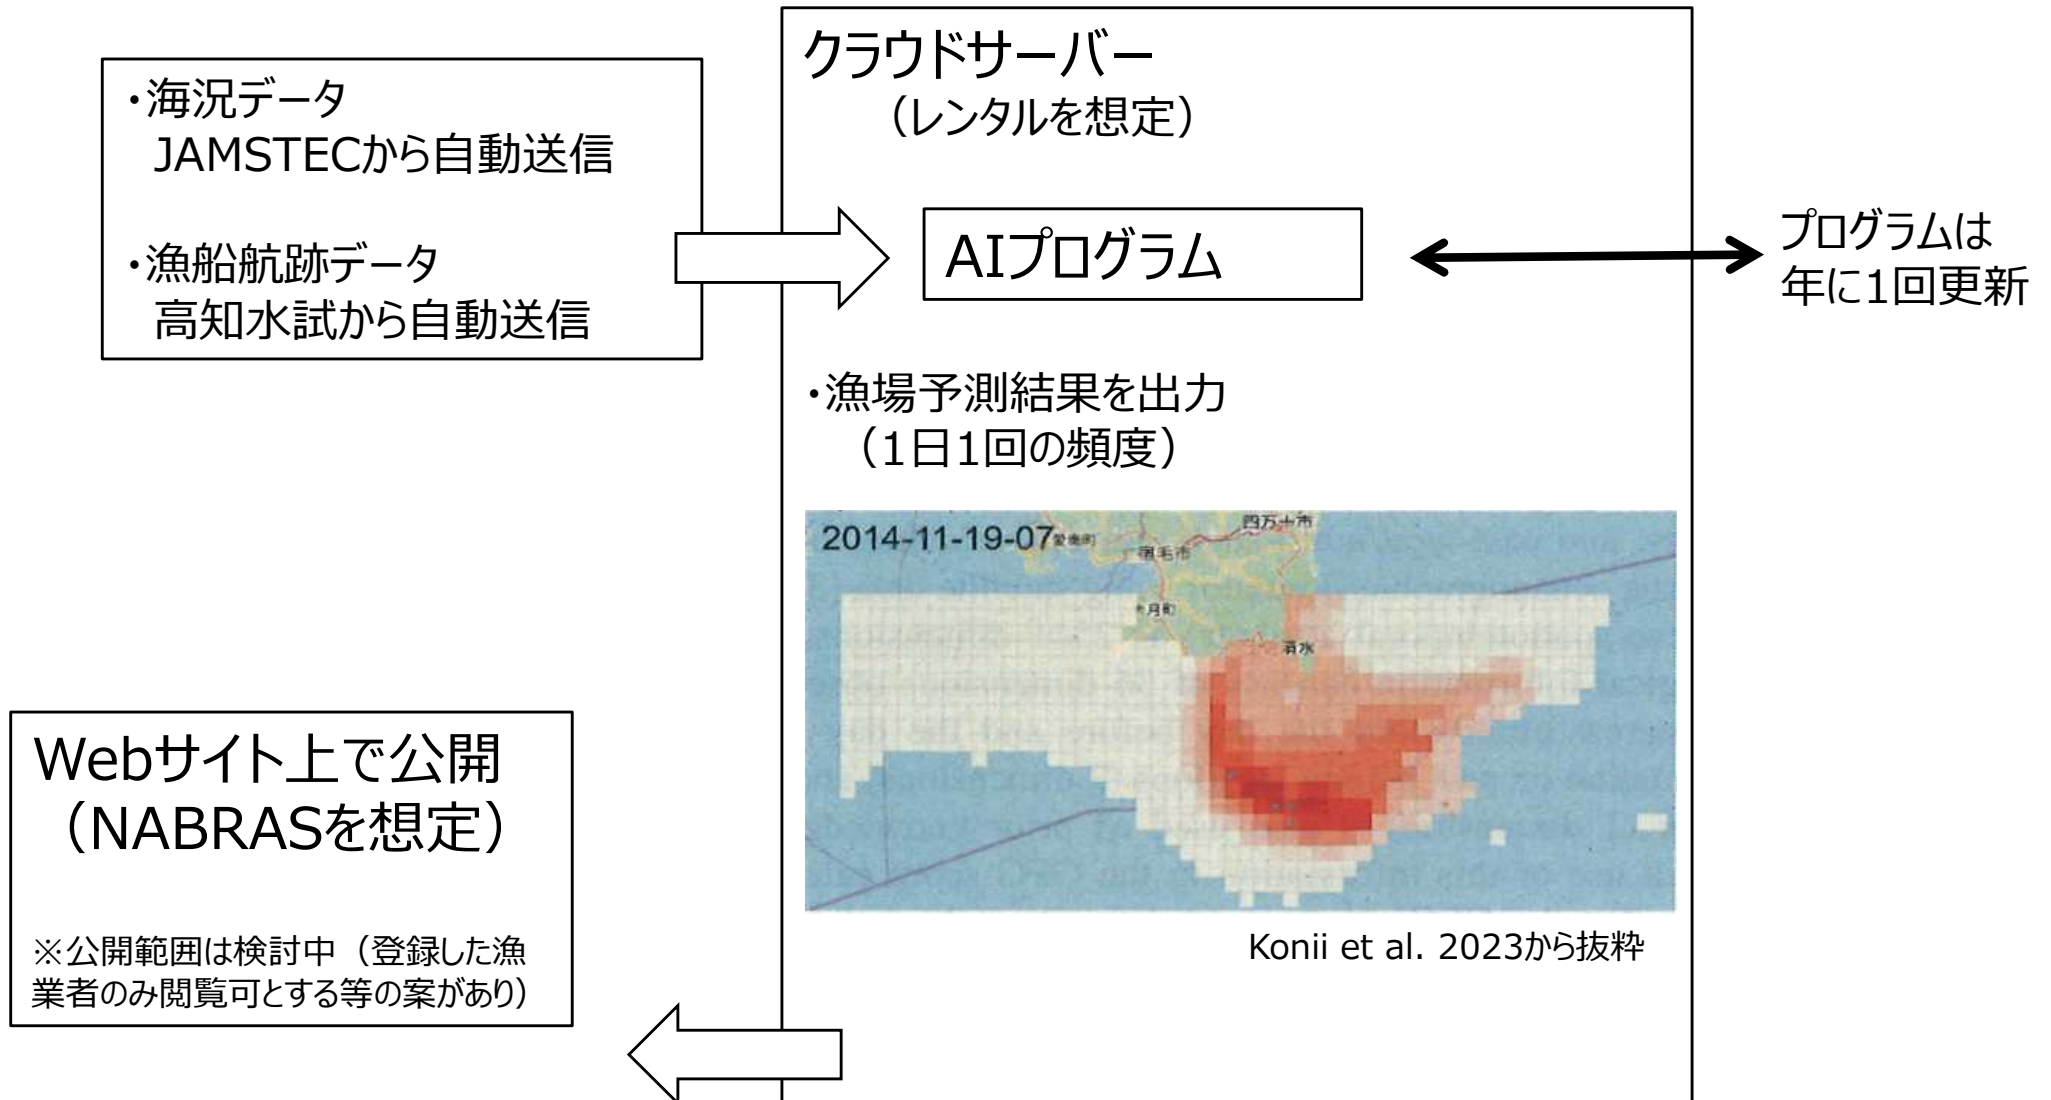 ・海況データ
JAMSTECから自動送信
・漁船航跡データ
高知水試から自動送信
クラウドサーバー
（レンタルを想定）
AIプログラム
プログラムは
年に1回更新
・漁場予測結果を出力
（1日1回の頻度）
2014-11-19-07
愛南町
四万十市
宿毛市
月町
清水
Konii et al. 2023から抜粋
Webサイト上で公開
（NABRASを想定）
※公開範囲は検討中（登録した漁
業者のみ閲覧可とする等の案があり）